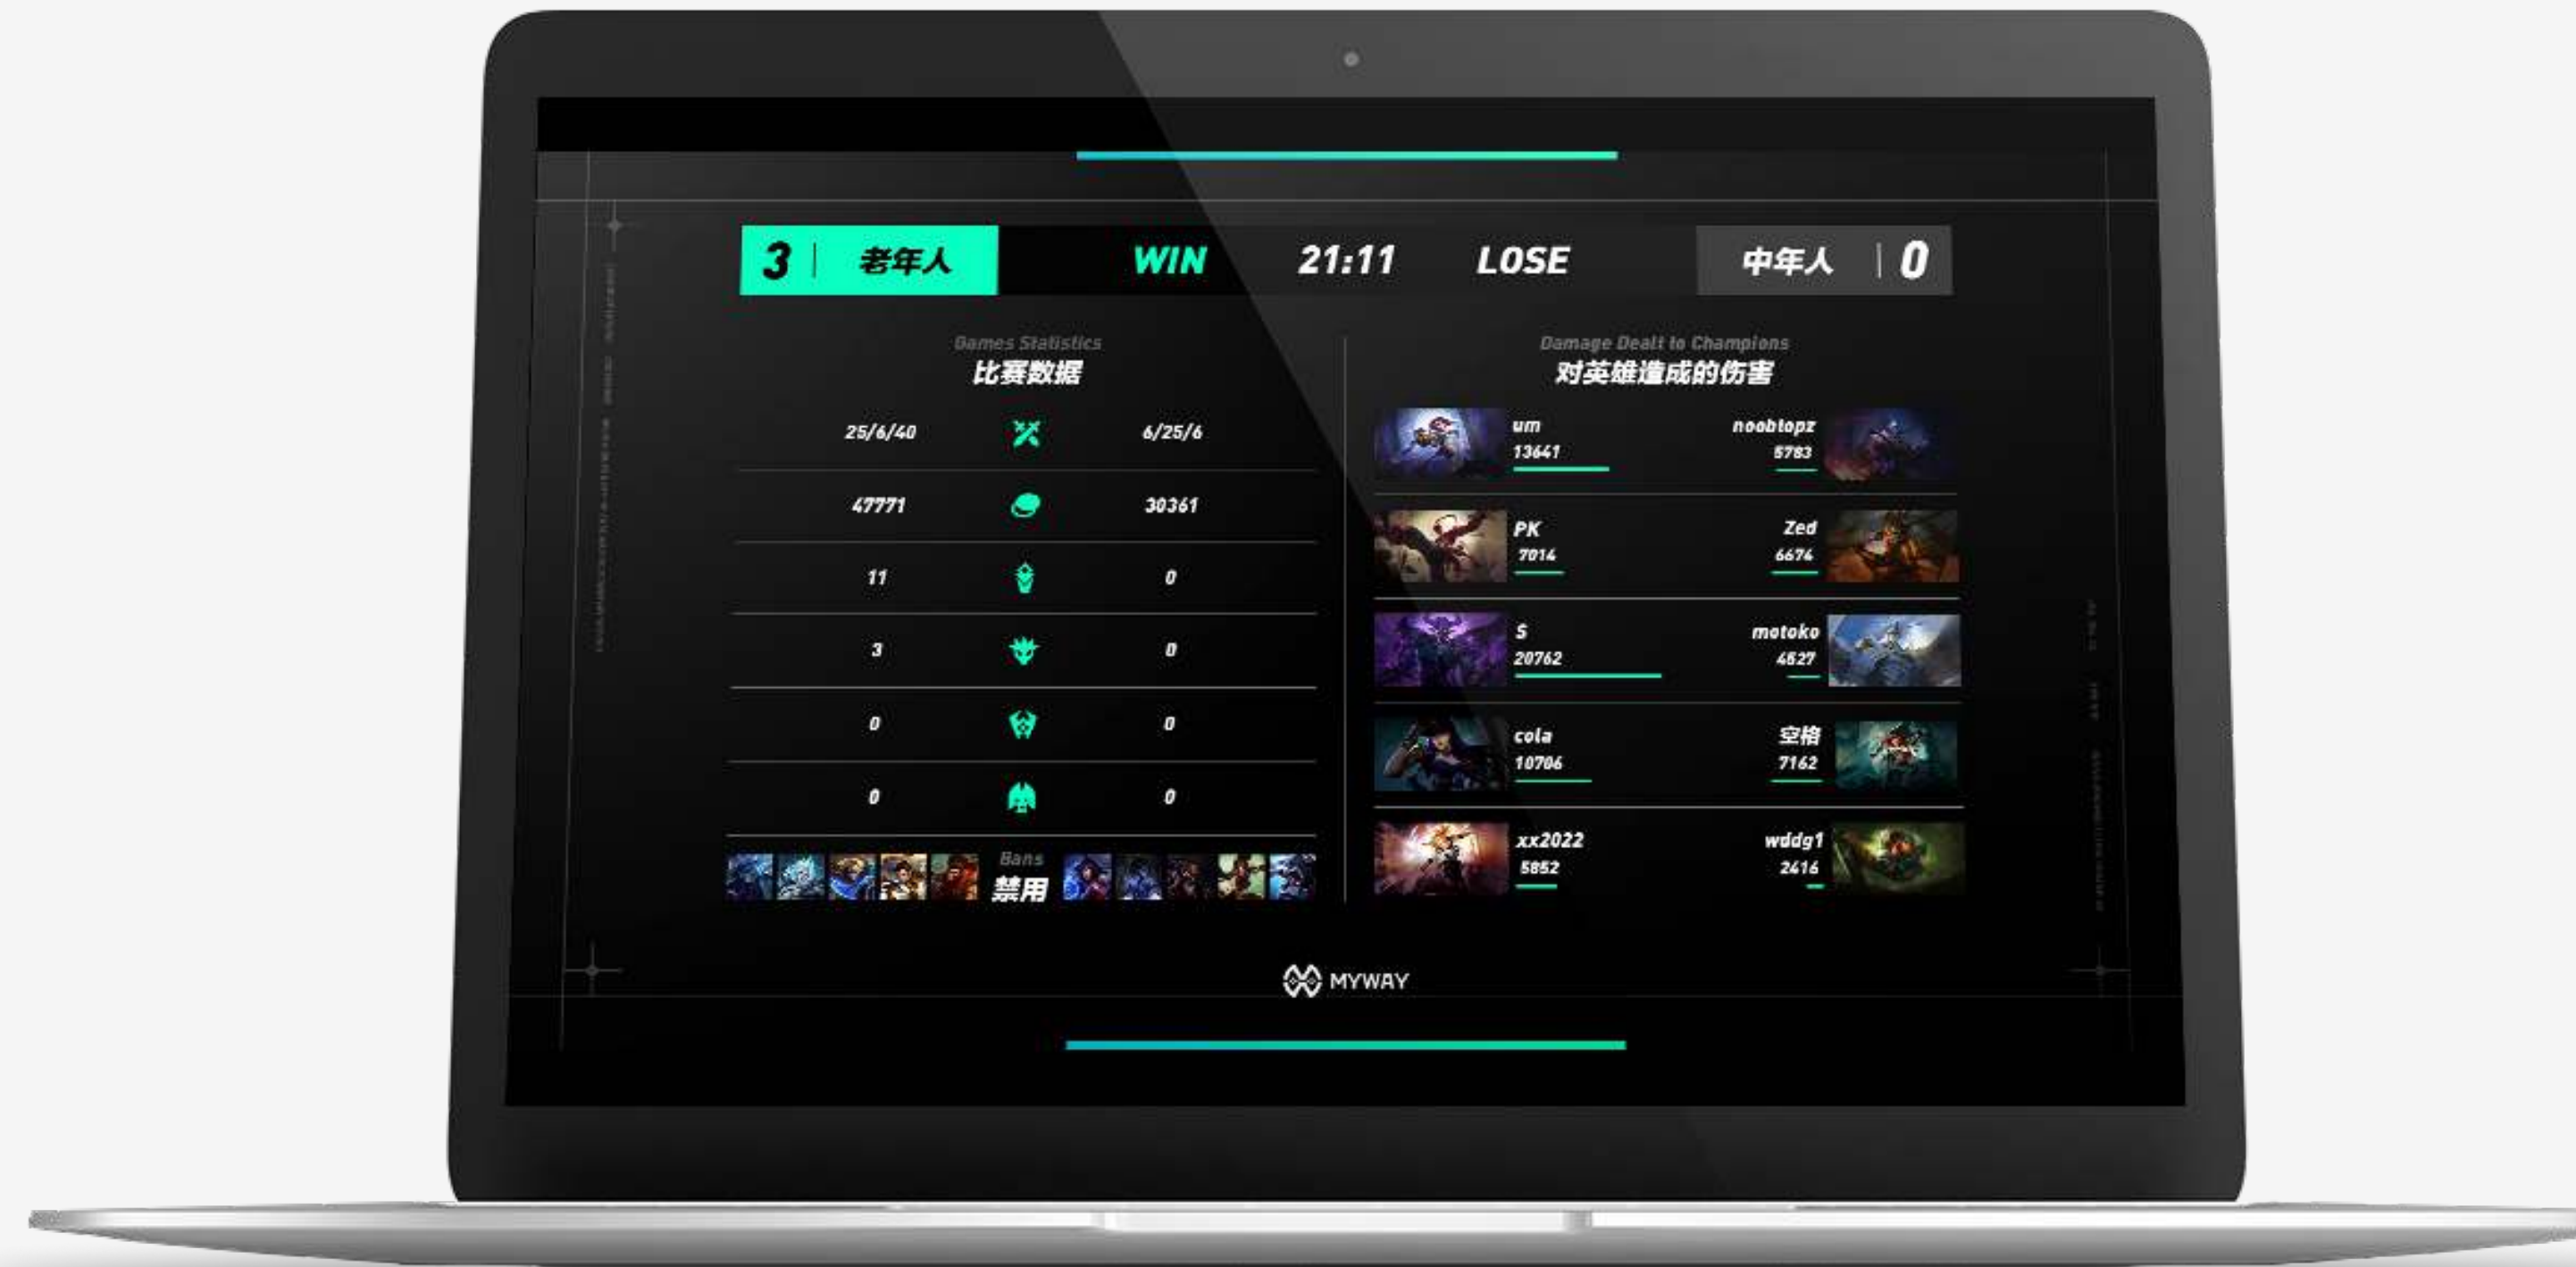 3 老年人 WIN 21:11 LOSE 中年人 0
Games Statistics
比赛数据
25/6/40 6/25/6
47771 30361
11 0
3 0
0 0
0 0
Bans
禁用
Damage Dealt to Champions
对英雄造成的伤害
um noobtopz
13641 5783
PK Zed
7014 6674
S motoko
20762 4527
cola 空格
10706 7162
xx2022 wddg1
5852 2416
MYWAY